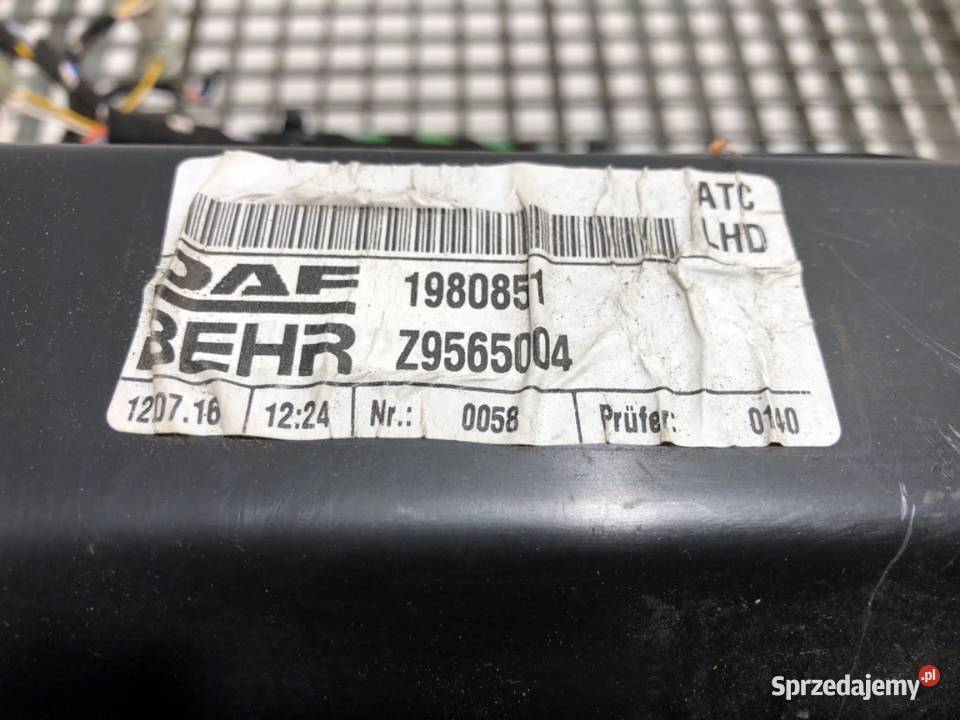 ATC
LHD
DAF 1980851
BEHR Z9565004
1207.16 12:24 Nr.: 0058 Prüfer: 0140
Sprzedajemy.pl